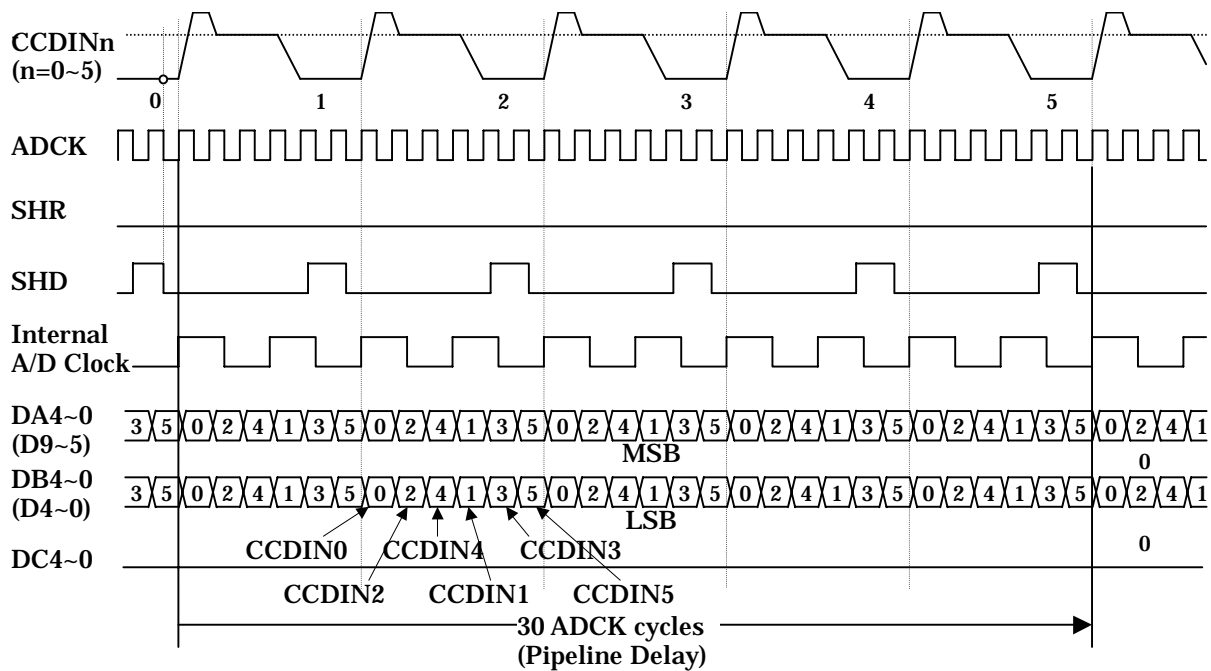 CCDINn
(n=0~5)
0 1 2 3 4 5
ADCK
SHR
SHD
Internal
A/D Clock
DA4~0
(D9~5)
3 5 0 2 4 1 3 5 0 2 4 1 3 5 0 2 4 1 3 5 0 2 4 1 3 5 0 2 4 1 3 5 0 2 4 1
MSB
0
DB4~0
(D4~0)
3 5 0 2 4 1 3 5 0 2 4 1 3 5 0 2 4 1 3 5 0 2 4 1 3 5 0 2 4 1 3 5 0 2 4 1
LSB
0
CCDIN0 CCDIN4 CCDIN3
DC4~0
CCDIN2 CCDIN1 CCDIN5
30 ADCK cycles
(Pipeline Delay)